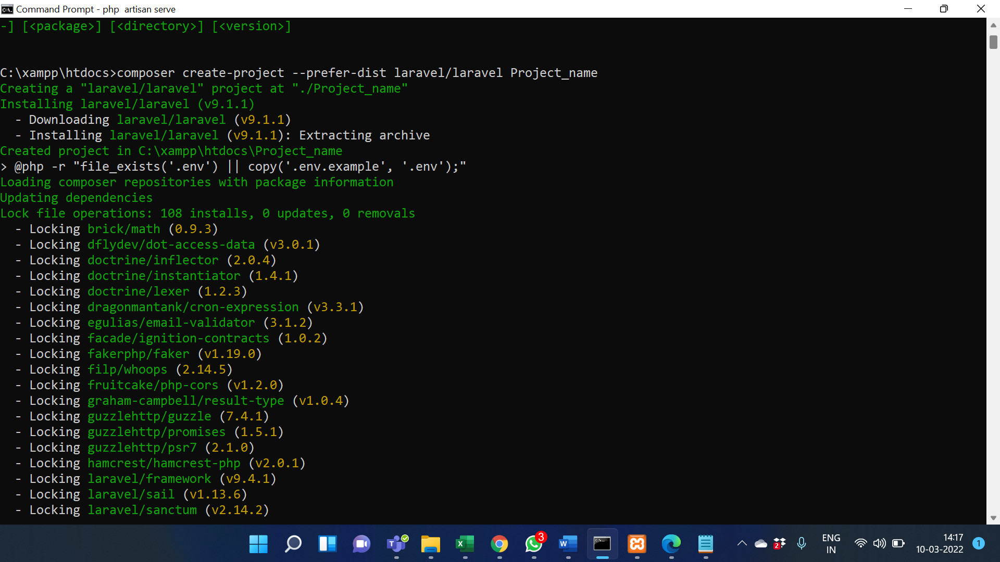 Command Prompt - php  artisan serve
-] [<package>] [<directory>] [<version>]
C:\xampp\htdocs>composer create-project --prefer-dist laravel/laravel Project_name
Creating a "laravel/laravel" project at "./Project_name"
Installing laravel/laravel (v9.1.1)
  - Downloading laravel/laravel (v9.1.1)
  - Installing laravel/laravel (v9.1.1): Extracting archive
Created project in C:\xampp\htdocs\Project_name
> @php -r "file_exists('.env') || copy('.env.example', '.env');"
Loading composer repositories with package information
Updating dependencies
Lock file operations: 108 installs, 0 updates, 0 removals
  - Locking brick/math (0.9.3)
  - Locking dflydev/dot-access-data (v3.0.1)
  - Locking doctrine/inflector (2.0.4)
  - Locking doctrine/instantiator (1.4.1)
  - Locking doctrine/lexer (1.2.3)
  - Locking dragonmantank/cron-expression (v3.3.1)
  - Locking egulias/email-validator (3.1.2)
  - Locking facade/ignition-contracts (1.0.2)
  - Locking fakerphp/faker (v1.19.0)
  - Locking filp/whoops (2.14.5)
  - Locking fruitcake/php-cors (v1.2.0)
  - Locking graham-campbell/result-type (v1.0.4)
  - Locking guzzlehttp/guzzle (7.4.1)
  - Locking guzzlehttp/promises (1.5.1)
  - Locking guzzlehttp/psr7 (2.1.0)
  - Locking hamcrest/hamcrest-php (v2.0.1)
  - Locking laravel/framework (v9.4.1)
  - Locking laravel/sail (v1.13.6)
  - Locking laravel/sanctum (v2.14.2)
3
2
ENG
IN
14:17
10-03-2022
1